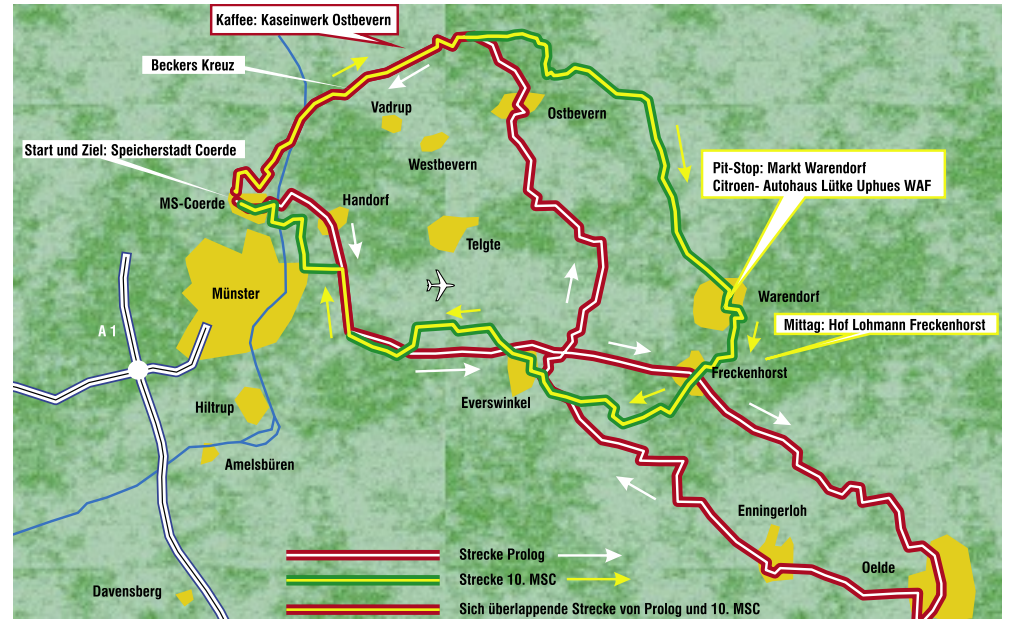 Kaffee: Kaseinwerk Ostbevern
Beckers Kreuz
Vadrup
Ostbevern
Westbevern
Start und Ziel: Speicherstadt Coerde
Pit-Stop: Markt Warendorf
Citroen- Autohaus Lütke Uphues WAF
MS-Coerde
Handorf
Telgte
Münster
Warendorf
A 1
Mittag: Hof Lohmann Freckenhorst
Freckenhorst
Everswinkel
Hiltrup
Amelsbüren
Enningerloh
Oelde
Davensberg
Strecke Prolog
Strecke 10. MSC
Sich überlappende Strecke von Prolog und 10. MSC